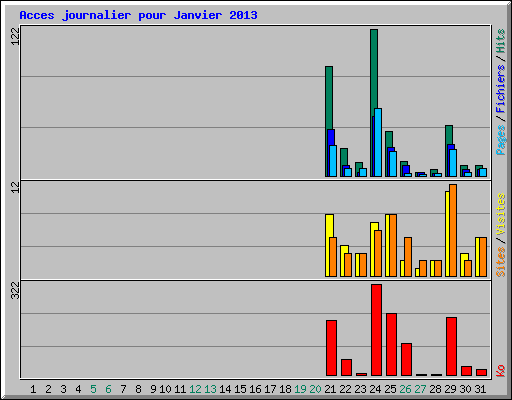 Acces journalier pour Janvier 2013
122
12
322
Pages / Fichiers / Hits
Sites / visites
Ko
1 2 3 4 5 6 7 8 9 10 11 12 13 14 15 16 17 18 19 20 21 22 23 24 25 26 27 28 29 30 31